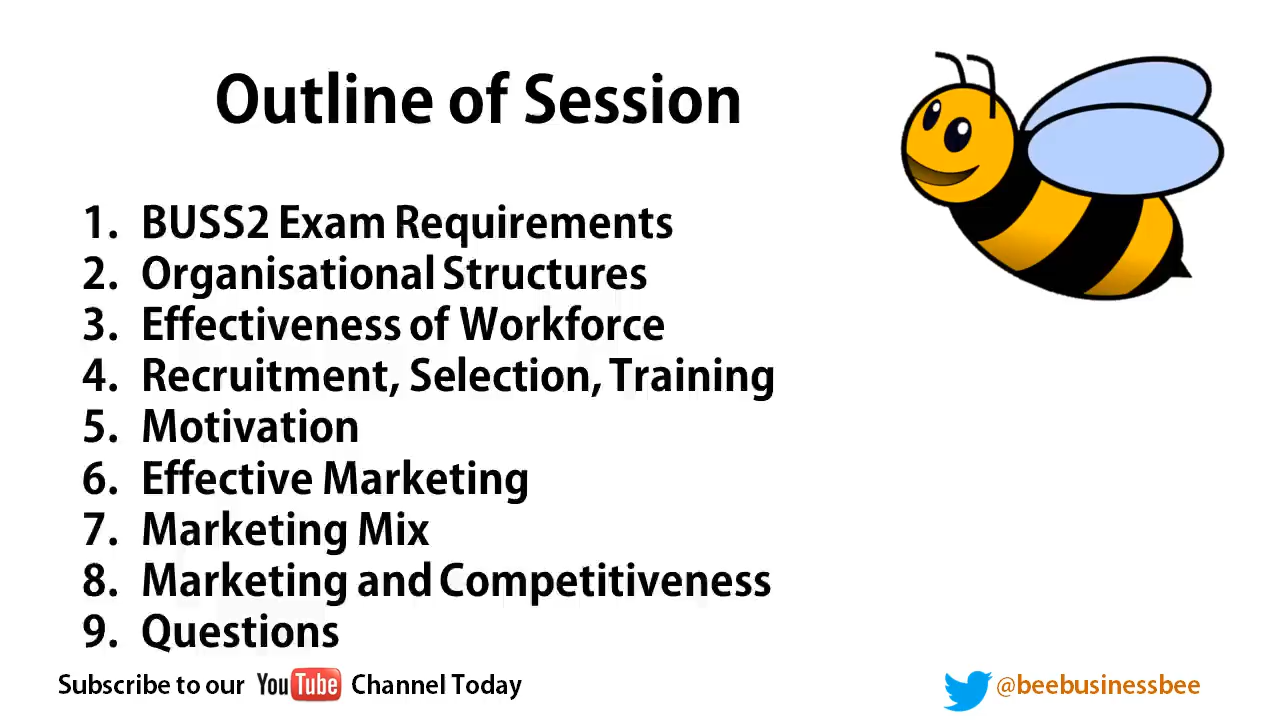 Outline of Session
1. BUSS2 Exam Requirements
2. Organisational Structures
3. Effectiveness of Workforce
4. Recruitment, Selection, Training
5. Motivation
6. Effective Marketing
7. Marketing Mix
8. Marketing and Competitiveness
9. Questions
Subscribe to our YouTube Channel Today
@beebusinessbee